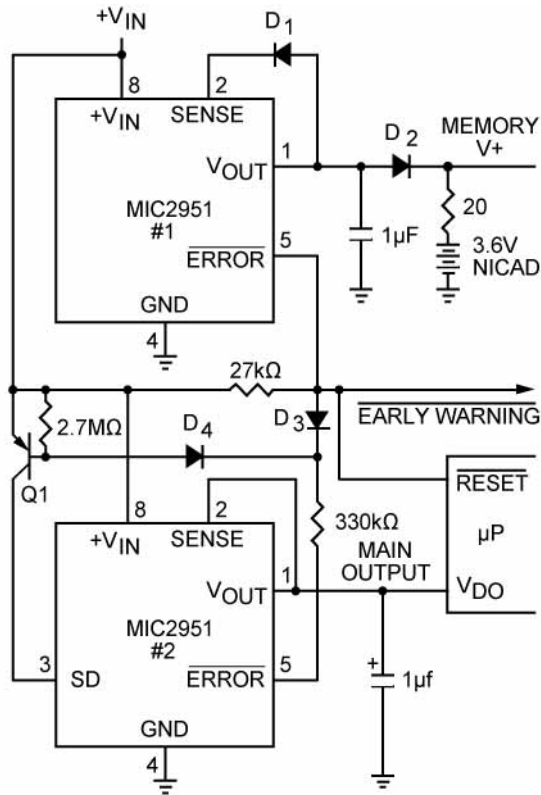 +VIN
D1
8
2
+VIN
SENSE
D2
MEMORY
V+
VOUT
1
MIC2951
#1
20
1µF
3.6V
NICAD
5
ERROR
GND
4
27kΩ
EARLY WARNING
2.7MΩ
D4
D3
Q1
RESET
8
2
+VIN
SENSE
330kΩ
µP
MAIN
OUTPUT
VOUT
1
VDO
MIC2951
#2
3
SD
5
ERROR
+
1µf
GND
4